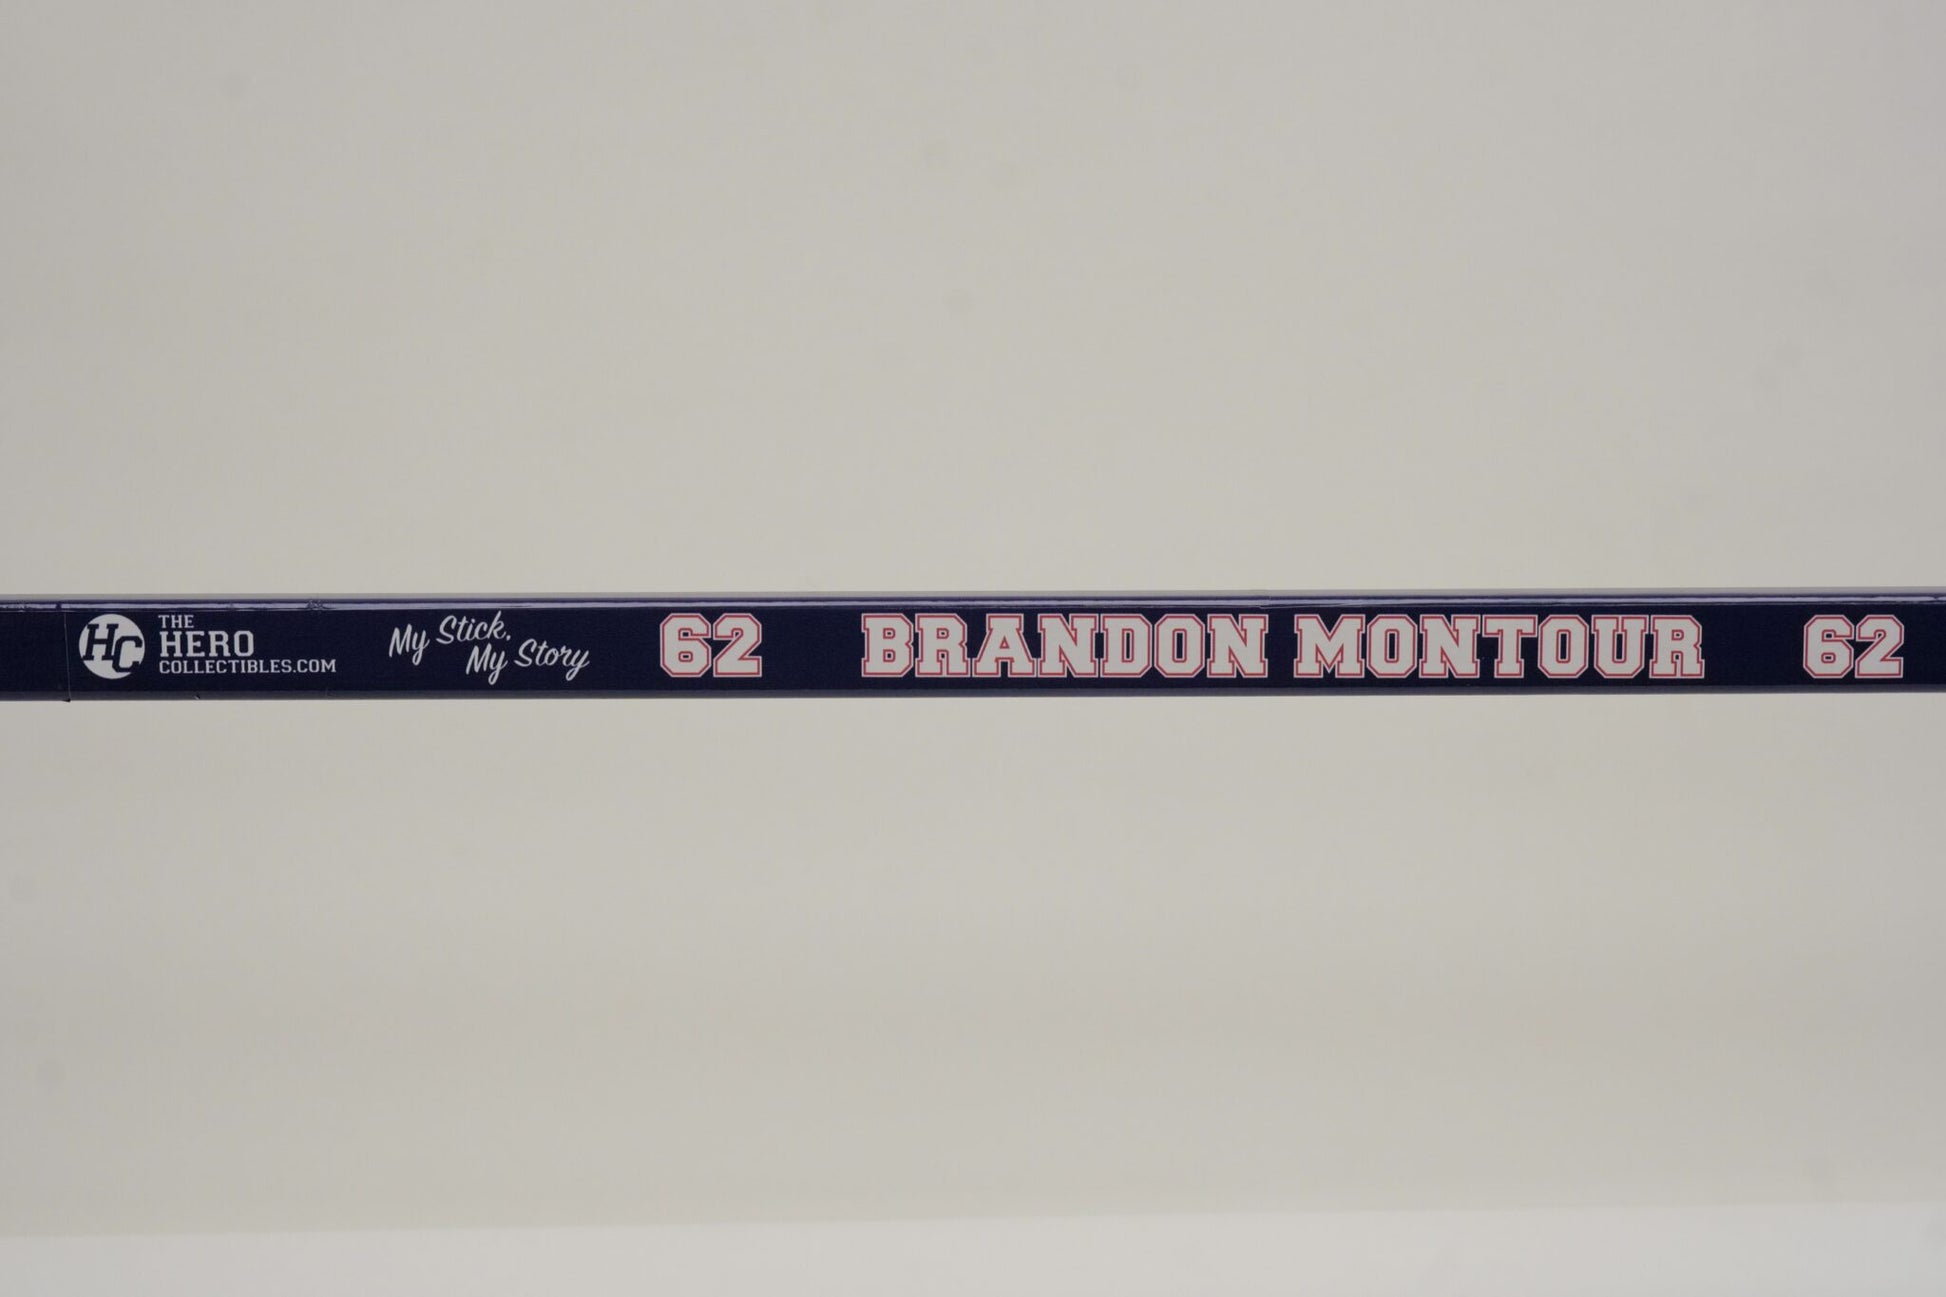 HC
THE
HERO
COLLECTIBLES.COM
My Stick,
My Story
62 BRANDON MONTOUR 62